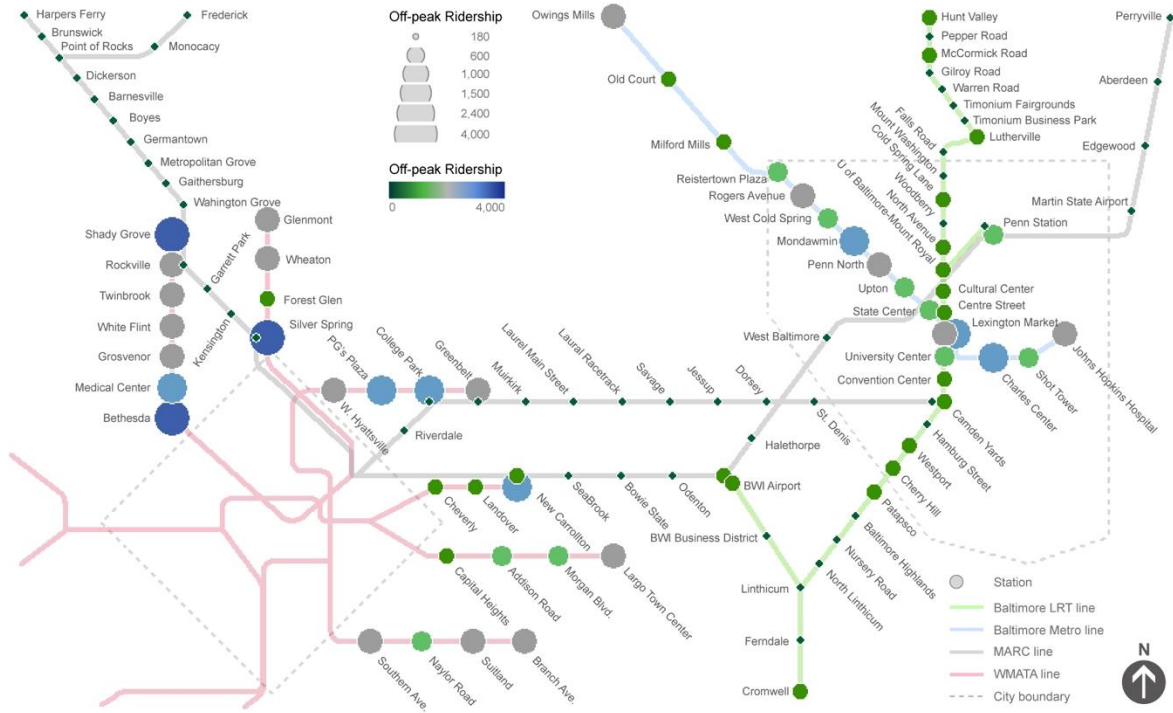 Harpers Ferry
Frederick
Brunswick
Point of Rocks
Monocacy
Dickerson
Barnesville
Boyes
Germantown
Metropolitan Grove
Gaithersburg
Wahington Grove
Shady Grove
Rockville
Twinbrook
White Flint
Grosvenor
Medical Center
Bethesda
Garrett Park
Kensington
Glenmont
Wheaton
Forest Glen
Silver Spring
Off-peak Ridership
180
600
1,000
1,500
2,400
4,000
Off-peak Ridership
0
4,000
PG's Plaza
College Park
Greenbelt
Muirkirk
Laurel Main Street
Laural Racetrack
Savage
Jessup
Dorsey
St. Denis
W. Hyattsville
Riverdale
Cheverly
Landover
New Carrollton
SeaBrook
Bowie State
Odenton
Capital Heights
Addison Road
Morgan Blvd.
Largo Town Center
Southern Ave.
Naylor Road
Suitland
Branch Ave.
Owings Mills
Old Court
Milford Mills
Reistertown Plaza
Rogers Avenue
West Cold Spring
Mondawmin
Penn North
Upton
State Center
West Baltimore
Halethorpe
BWI Airport
BWI Business District
Linthicum
Ferndale
Cromwell
Hunt Valley
Pepper Road
McCormick Road
Gilroy Road
Warren Road
Timonium Fairgrounds
Timonium Business Park
Lutherville
Falls Road
Mount Washington
Cold Spring Lane
Woodberry
North Avenue
U of Baltimore-Mount Royal
Penn Station
Cultural Center
Centre Street
Lexington Market
University Center
Convention Center
Charles Center
Shot Tower
Johns Hopkins Hospital
Camden Yards
Hamburg Street
Westport
Cherry Hill
Patapsco
Baltimore Highlands
Nursery Road
North Linthicum
Perryville
Aberdeen
Edgewood
Martin State Airport
Station
Baltimore LRT line
Baltimore Metro line
MARC line
WMATA line
City boundary
N